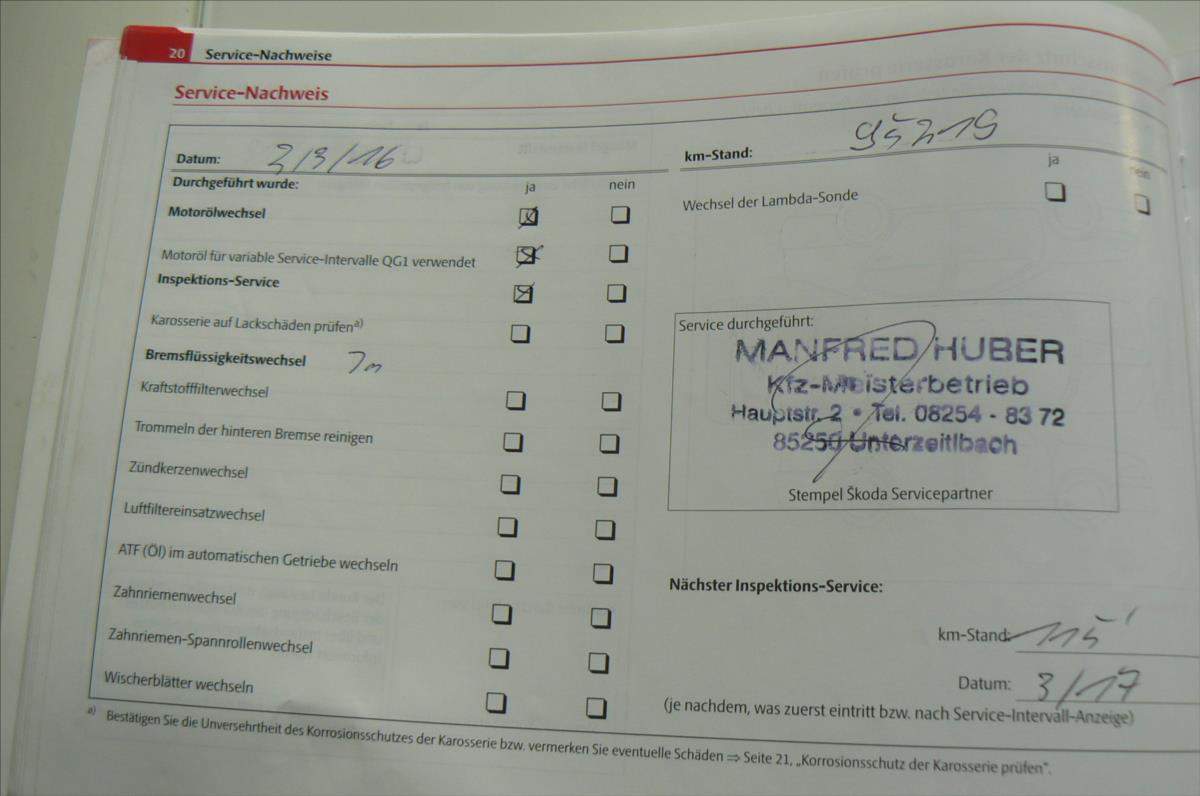 20 Service-Nachweise
Service-Nachweis
Datum: 2/3/16
Durchgeführt wurde: ja nein
Motorölwechsel
Motoröl für variable Service-Intervalle QG1 verwendet
Inspektions-Service
Karosserie auf Lackschäden prüfen a)
Bremsflüssigkeitswechsel
Kraftstofffilterwechsel
Trommeln der hinteren Bremse reinigen
Zündkerzenwechsel
Luftfiltereinsatzwechsel
ATF (Öl) im automatischen Getriebe wechseln
Zahnriemenwechsel
Zahnriemen-Spannrollenwechsel
Wischerblätter wechseln
km-Stand: 95219
ja nein
Wechsel der Lambda-Sonde
Service durchgeführt:
MANFRED HUBER
Kfz-Meisterbetrieb
Hauptstr. 2 • Tel. 08254 - 83 72
85250 Unterzeitlbach
Stempel Škoda Servicepartner
Nächster Inspektions-Service:
km-Stand: 115'
Datum: 3/17
(je nachdem, was zuerst eintritt bzw. nach Service-Intervall-Anzeige)
a) Bestätigen Sie die Unversehrtheit des Korrosionsschutzes der Karosserie bzw. vermerken Sie eventuelle Schäden ⇒ Seite 21, „Korrosionsschutz der Karosserie prüfen".